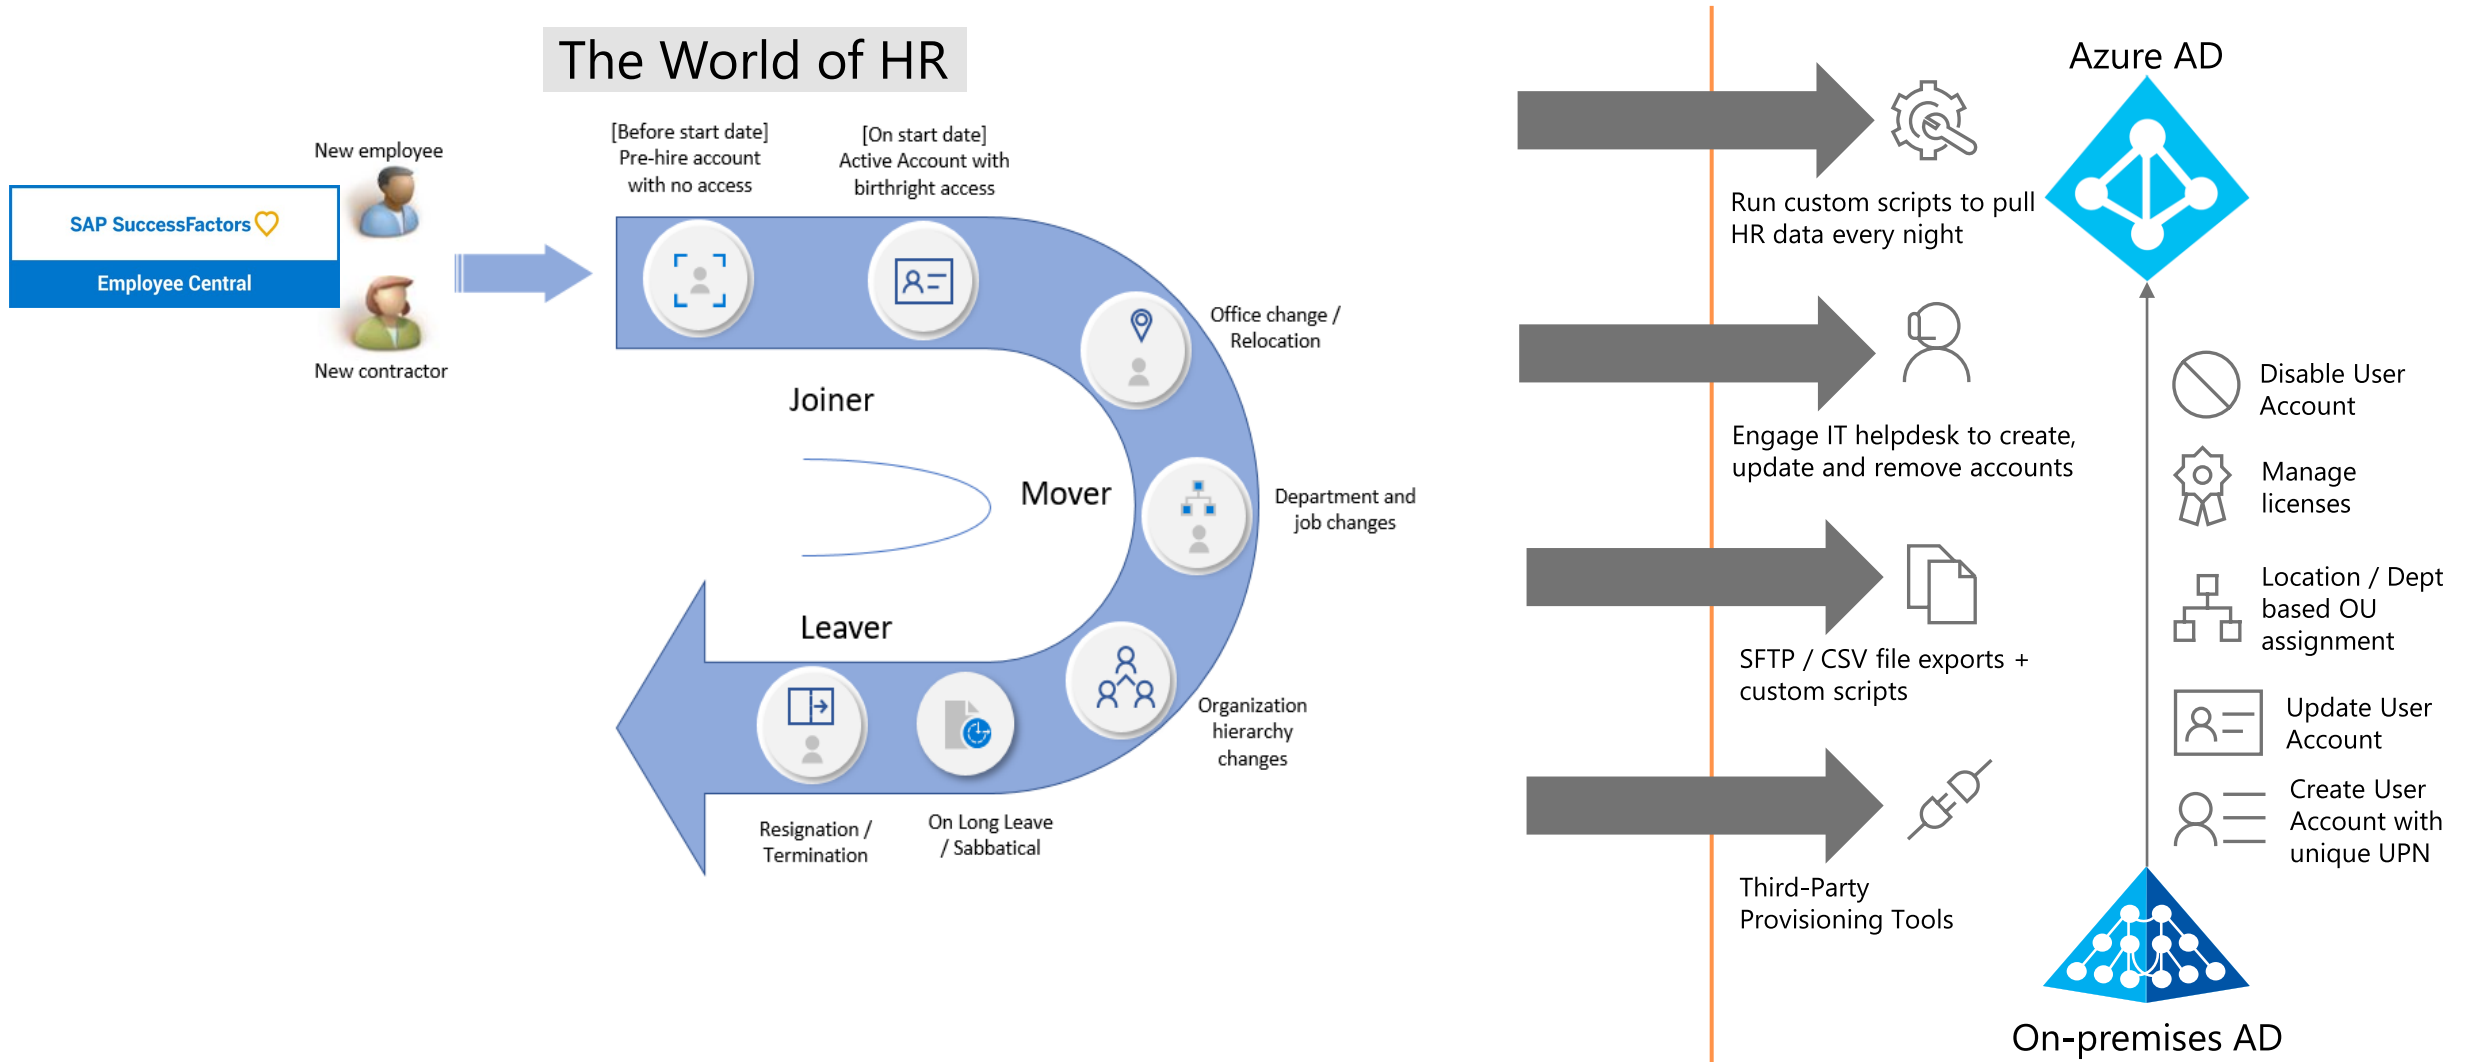 The World of HR
New employee
SAP SuccessFactors
Employee Central
New contractor
[Before start date]
Pre-hire account
with no access
[On start date]
Active Account with
birthright access
Office change /
Relocation
Joiner
Mover
Department and
job changes
Leaver
Organization
hierarchy
changes
On Long Leave
/ Sabbatical
Resignation /
Termination
Run custom scripts to pull
HR data every night
Engage IT helpdesk to create,
update and remove accounts
SFTP / CSV file exports +
custom scripts
Third-Party
Provisioning Tools
Azure AD
Disable User
Account
Manage
licenses
Location / Dept
based OU
assignment
Update User
Account
Create User
Account with
unique UPN
On-premises AD